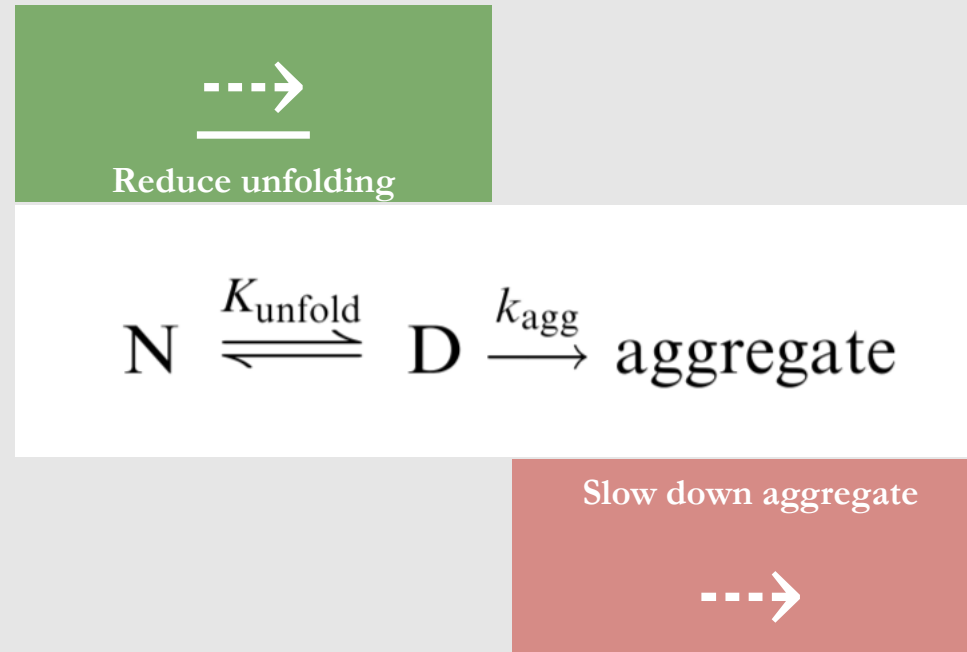 Reduce unfolding
K_unfold k_agg
N ⇌ D → aggregate
Slow down aggregate